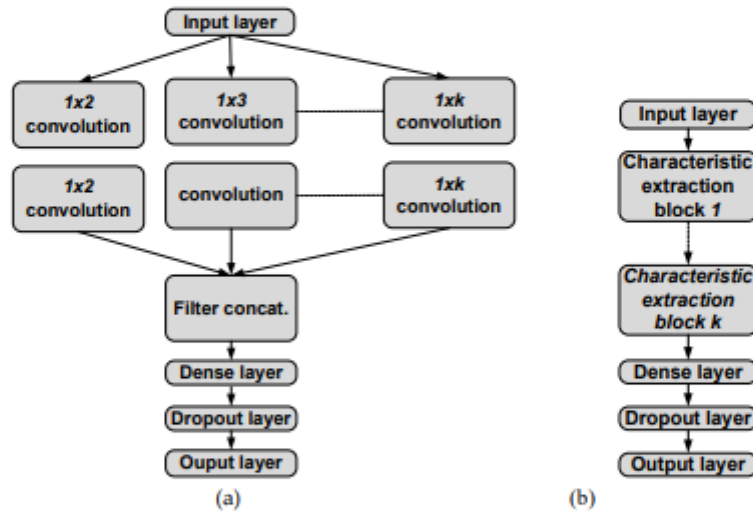 Input layer
1x2
convolution
1x3
convolution
1xk
convolution
1x2
convolution
convolution
1xk
convolution
Filter concat.
Dense layer
Dropout layer
Ouput layer
(a)
Input layer
Characteristic
extraction
block 1
Characteristic
extraction
block k
Dense layer
Dropout layer
Output layer
(b)